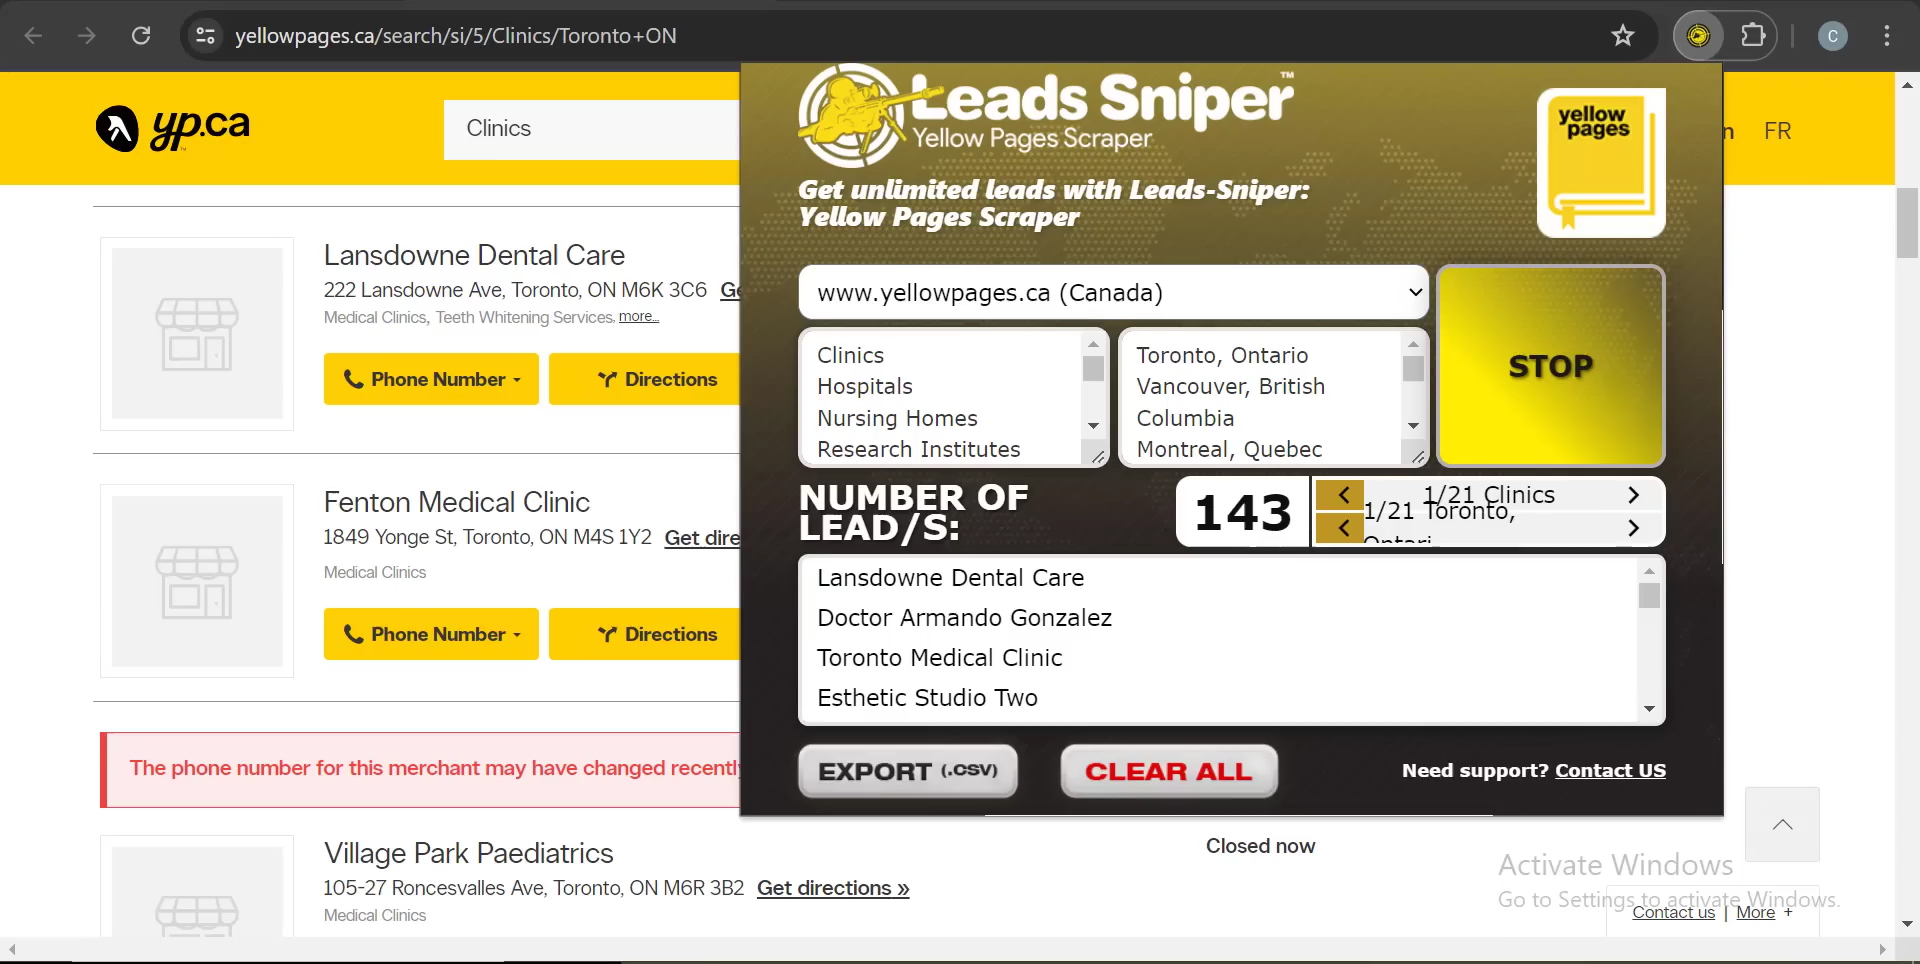 yellowpages.ca/search/si/5/Clinics/Toronto+ON
C
yp.ca
Clinics
FR
Lansdowne Dental Care
222 Lansdowne Ave, Toronto, ON M6K 3C6
Medical Clinics, Teeth Whitening Services. more...
Phone Number
Directions
Fenton Medical Clinic
1849 Yonge St, Toronto, ON M4S 1Y2 Get dire
Medical Clinics
Phone Number
Directions
The phone number for this merchant may have changed recently
Village Park Paediatrics
105-27 Roncesvalles Ave, Toronto, ON M6R 3B2 Get directions »
Medical Clinics
Closed now
Leads Sniper™
Yellow Pages Scraper
yellow
pages
Get unlimited leads with Leads-Sniper:
Yellow Pages Scraper
www.yellowpages.ca (Canada)
Clinics
Hospitals
Nursing Homes
Research Institutes
Toronto, Ontario
Vancouver, British
Columbia
Montreal, Quebec
STOP
NUMBER OF
LEAD/S:
143
1/21 Clinics
1/21 Toronto,
Ontari
Lansdowne Dental Care
Doctor Armando Gonzalez
Toronto Medical Clinic
Esthetic Studio Two
EXPORT (.CSV)
CLEAR ALL
Need support? Contact US
Activate Windows
Go to Settings to activate Windows.
Contact us | More +